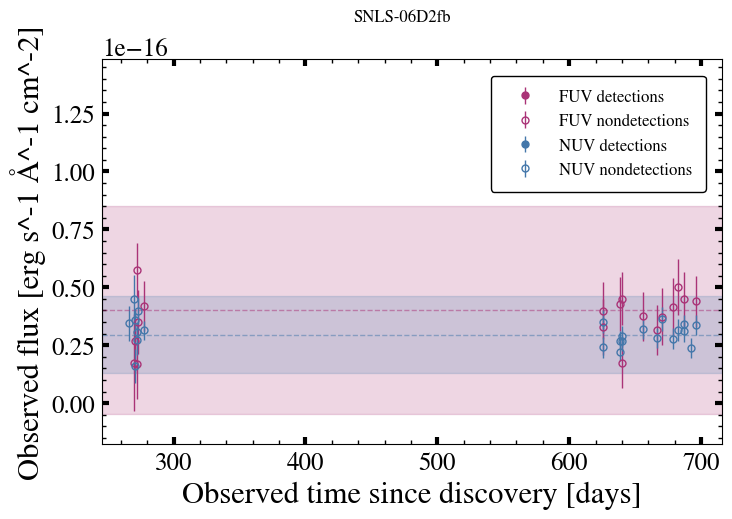 SNLS-06D2fb
1e−16
FUV detections
FUV nondetections
NUV detections
NUV nondetections
1.25
1.00
0.75
0.50
0.25
0.00
Observed flux [erg s^-1 Å^-1 cm^-2]
300 400 500 600 700
Observed time since discovery [days]